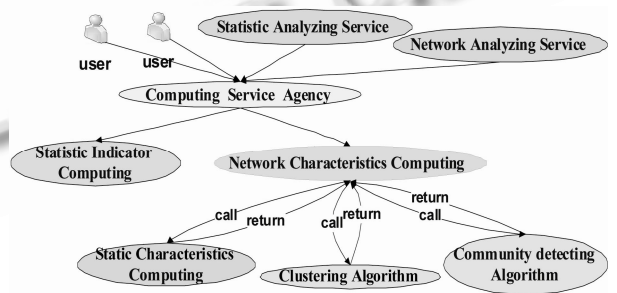 Statistic Analyzing Service
Network Analyzing Service
user
user
Computing Service Agency
Statistic Indicator
Computing
Network Characteristics Computing
call
return
call
return
return
call
Static Characteristics
Computing
Clustering Algorithm
Community detecting
Algorithm